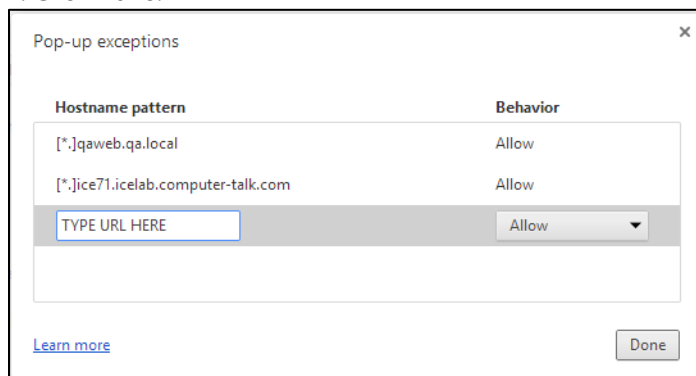 Pop-up exceptions ×
Hostname pattern Behavior
[*.]qaweb.qa.local Allow
[*.]ice71.icelab.computer-talk.com Allow
TYPE URL HERE Allow
Learn more Done